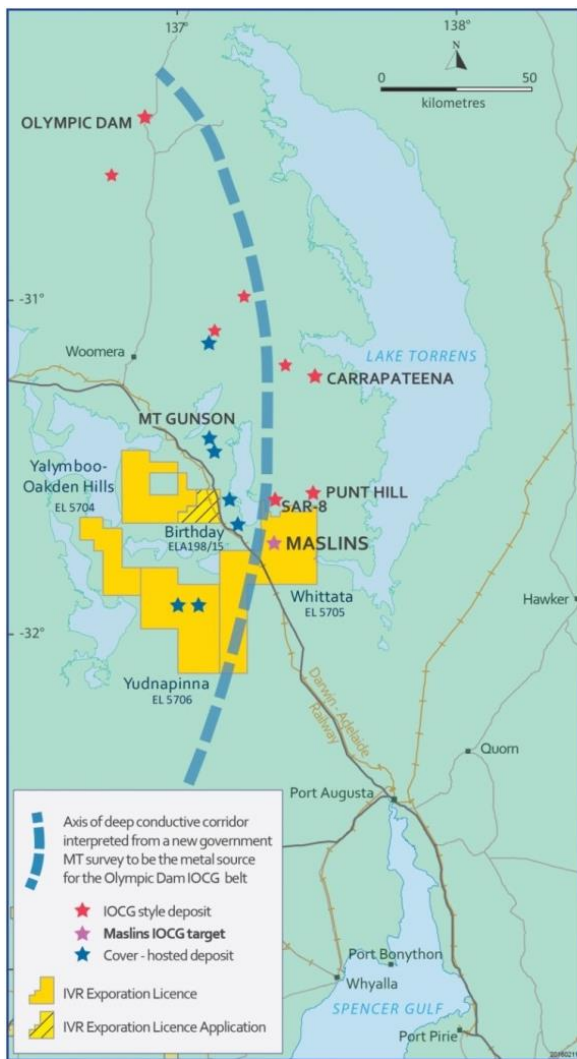 137°
138°
N
0 50
kilometres
OLYMPIC DAM
-31°
Woomera
LAKE TORRENS
CARRAPATEENA
MT GUNSON
Yalymboo-
Oakden Hills
EL 5704
PUNT HILL
SAR-8
Birthday
ELA198/15
MASLINS
Whittata
EL 5705
Hawker
-32°
Yudnapinna
EL 5706
Darwin - Adelaide
Railway
Quorn
Port Augusta
Axis of deep conductive corridor
interpreted from a new government
MT survey to be the metal source
for the Olympic Dam IOCG belt
IOCG style deposit
Maslins IOCG target
Cover - hosted deposit
IVR Exporation Licence
IVR Exporation Licence Application
Port Bonython
Whyalla
SPENCER GULF
Port Pirie